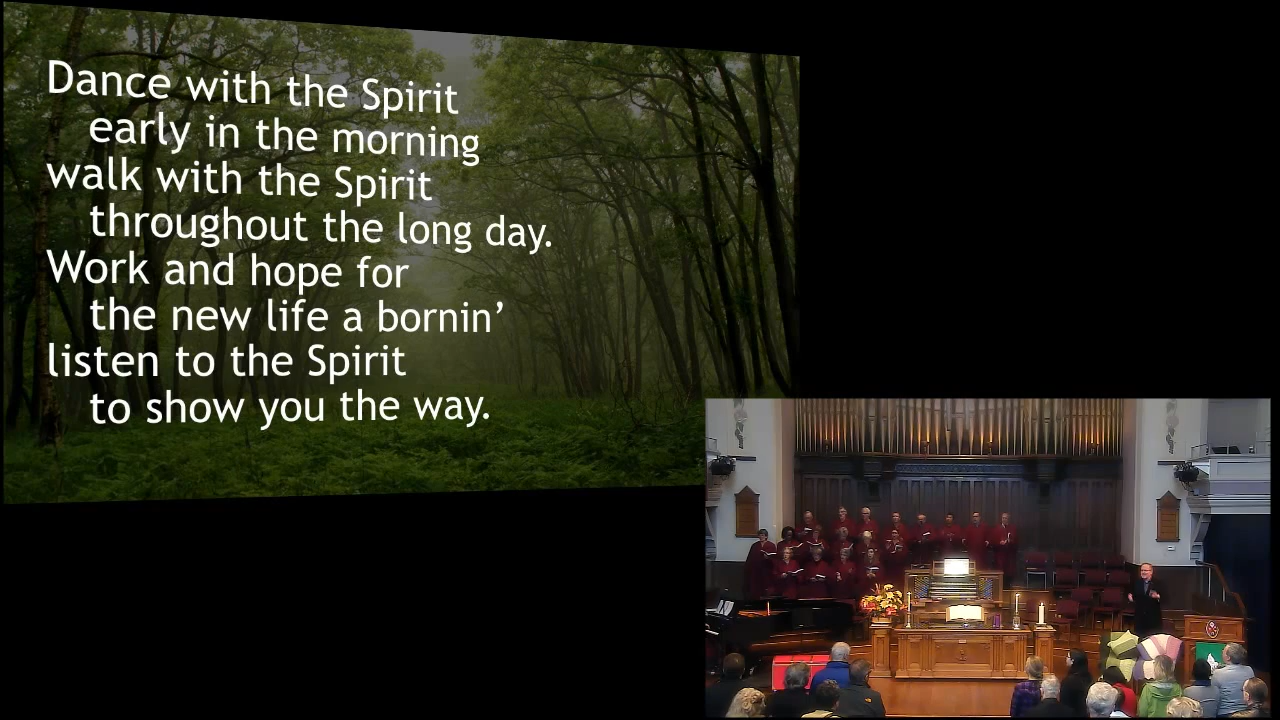 Dance with the Spirit
early in the morning
walk with the Spirit
throughout the long day.
Work and hope for
the new life a bornin’
listen to the Spirit
to show you the way.